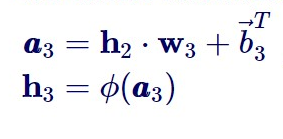 a₃ = h₂ · w₃ + b⃗₃ᵀ
h₃ = ϕ(a₃)